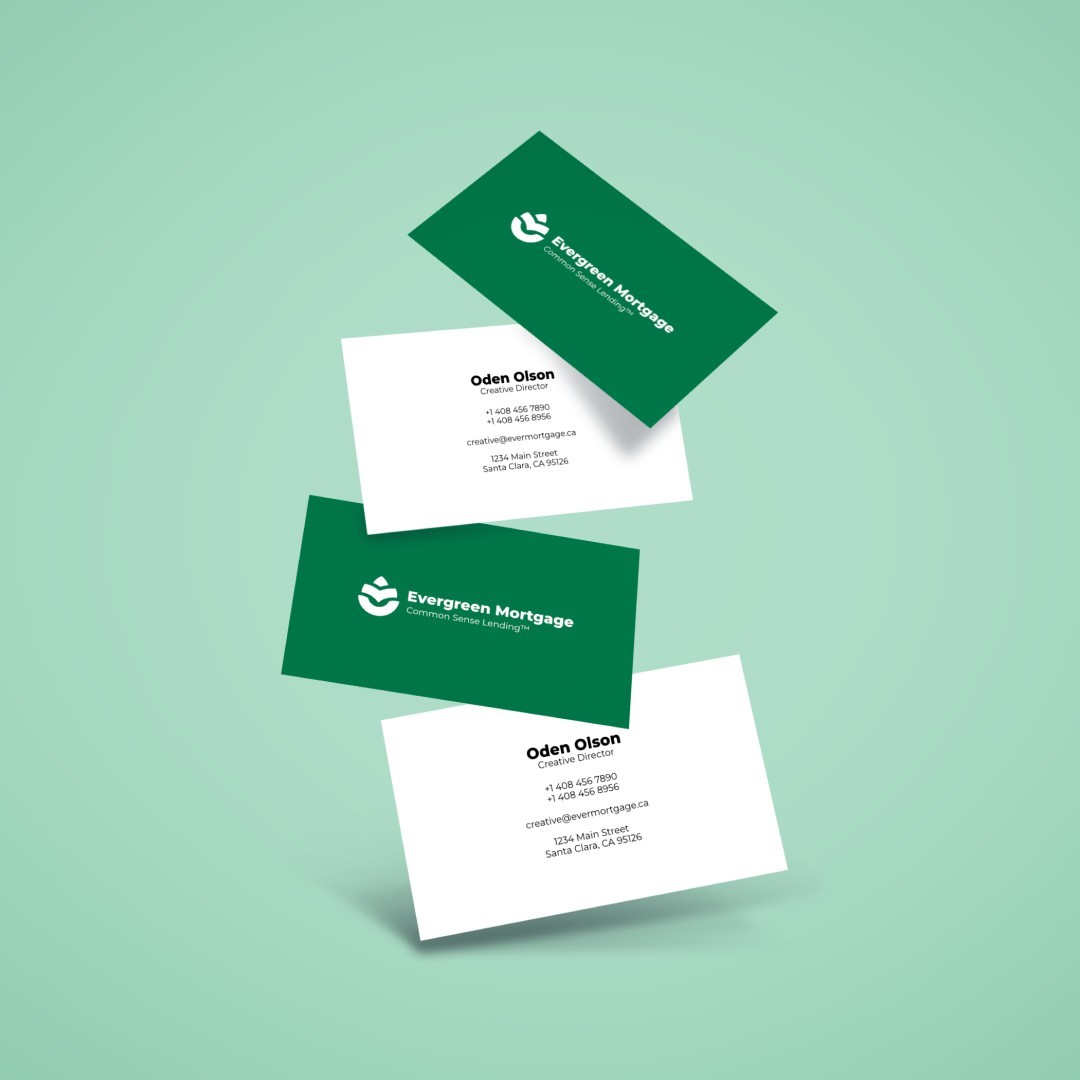 Evergreen Mortgage
Common Sense Lending™
Oden Olson
Creative Director
+1 408 456 7890
+1 408 456 8956
creative@evermortgage.ca
1234 Main Street
Santa Clara, CA 95126
Evergreen Mortgage
Common Sense Lending™
Oden Olson
Creative Director
+1 408 456 7890
+1 408 456 8956
creative@evermortgage.ca
1234 Main Street
Santa Clara, CA 95126